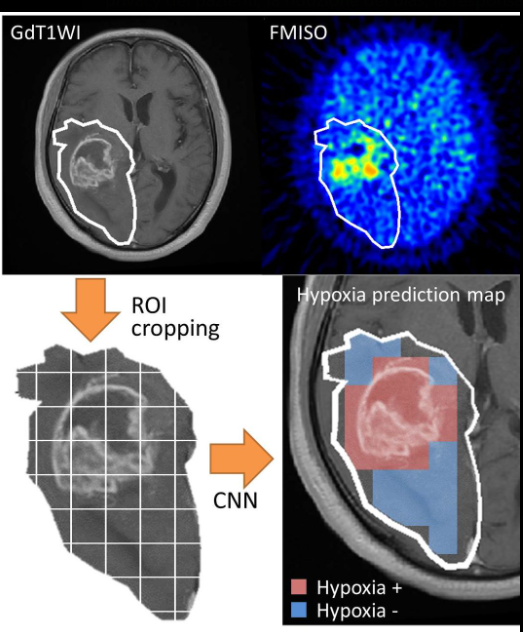 GdT1WI
FMISO
ROI
cropping
CNN
Hypoxia prediction map
Hypoxia +
Hypoxia -